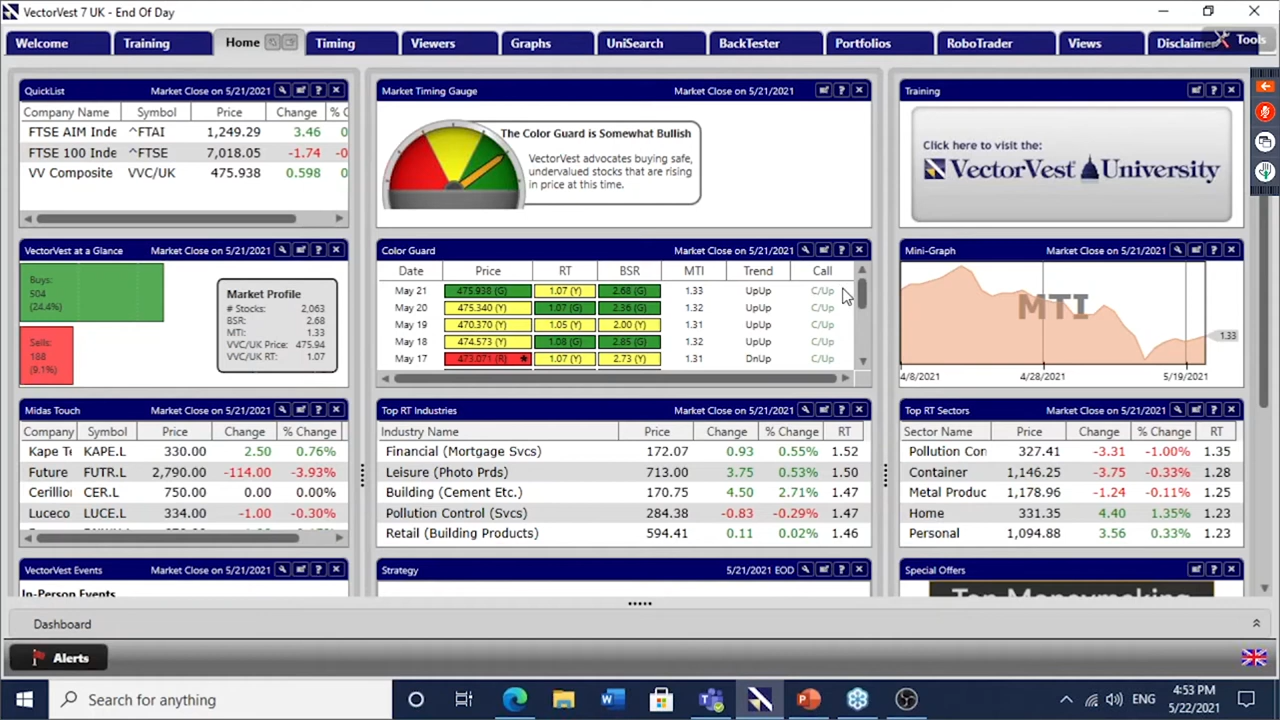 VectorVest 7 UK - End Of Day
Welcome Training Home Timing Viewers Graphs UniSearch BackTester Portfolios RoboTrader Views Disclaimer Tools
QuickList Market Close on 5/21/2021
Company Name Symbol Price Change % C
FTSE AIM Inde ^FTAI 1,249.29 3.46 0
FTSE 100 Inde ^FTSE 7,018.05 -1.74 -0
VV Composite VVC/UK 475.938 0.598 0
Market Timing Gauge Market Close on 5/21/2021
The Color Guard is Somewhat Bullish
VectorVest advocates buying safe,
undervalued stocks that are rising
in price at this time.
Training
Click here to visit the:
VectorVest University
VectorVest at a Glance Market Close on 5/21/2021
Buys:
504
(24.4%)
Sells:
188
(9.1%)
Market Profile
# Stocks: 2,063
BSR: 2.68
MTI: 1.33
VVC/UK Price: 475.94
VVC/UK RT: 1.07
Color Guard Market Close on 5/21/2021
Date Price RT BSR MTI Trend Call
May 21 475.938 (G) 1.07 (Y) 2.68 (G) 1.33 UpUp C/Up
May 20 475.340 (Y) 1.07 (G) 2.36 (G) 1.32 UpUp C/Up
May 19 470.370 (Y) 1.05 (Y) 2.00 (Y) 1.31 UpUp C/Up
May 18 474.573 (Y) 1.08 (G) 2.85 (G) 1.32 UpUp C/Up
May 17 473.071 (R) * 1.07 (Y) 2.73 (Y) 1.31 DnUp C/Up
Mini-Graph Market Close on 5/21/2021
MTI
1.33
4/8/2021 4/28/2021 5/19/2021
Midas Touch Market Close on 5/21/2021
Company Symbol Price Change % Change
Kape Te KAPE.L 330.00 2.50 0.76%
Future FUTR.L 2,790.00 -114.00 -3.93%
Cerillio CER.L 750.00 0.00 0.00%
Luceco LUCE.L 334.00 -1.00 -0.30%
Top RT Industries Market Close on 5/21/2021
Industry Name Price Change % Change RT
Financial (Mortgage Svcs) 172.07 0.93 0.55% 1.52
Leisure (Photo Prds) 713.00 3.75 0.53% 1.50
Building (Cement Etc.) 170.75 4.50 2.71% 1.47
Pollution Control (Svcs) 284.38 -0.83 -0.29% 1.47
Retail (Building Products) 594.41 0.11 0.02% 1.46
Top RT Sectors Market Close on 5/21/2021
Sector Name Price Change % Change RT
Pollution Con 327.41 -3.31 -1.00% 1.35
Container 1,146.25 -3.75 -0.33% 1.28
Metal Produc 1,178.96 -1.24 -0.11% 1.25
Home 331.35 4.40 1.35% 1.23
Personal 1,094.88 3.56 0.33% 1.23
VectorVest Events Market Close on 5/21/2021
In-Person Events
Strategy 5/21/2021 EOD
Special Offers
Top Moneymaking
Dashboard
Alerts
Search for anything
ENG
4:53 PM
5/22/2021